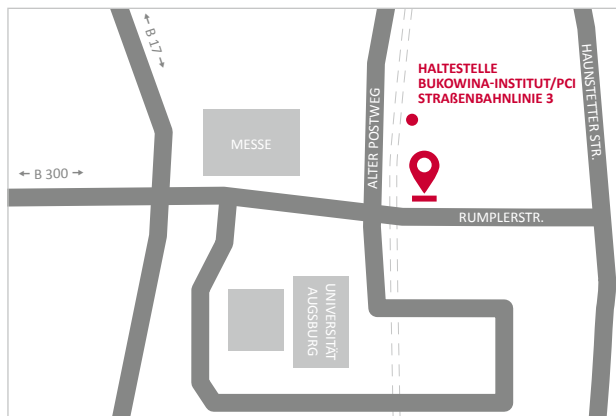 ← B 17 →
HALTESTELLE
BUKOWINA-INSTITUT/PCI
STRAßENBAHNLINIE 3
HAUNSTETTER STR.
MESSE
ALTER POSTWEG
← B 300 →
RUMPLERSTR.
UNIVERSITÄT
AUGSBURG